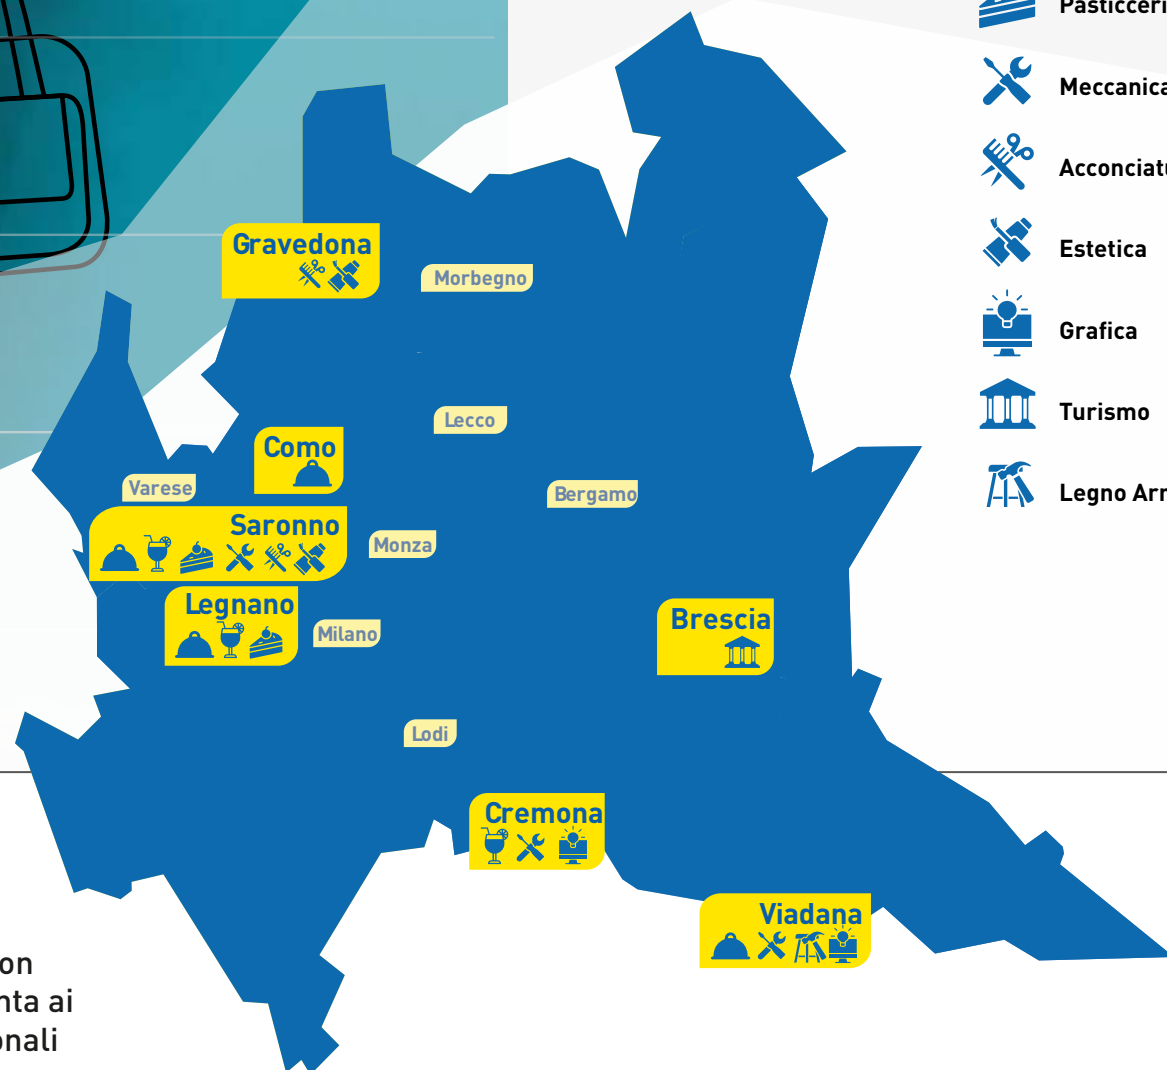 Pasticceri
Meccanica
Acconciatu
Estetica
Grafica
Turismo
Legno Arr
Gravedona
Morbegno
Lecco
Como
Varese
Bergamo
Saronno
Monza
Legnano
Milano
Brescia
Lodi
Cremona
Viadana
on
nta ai
onali